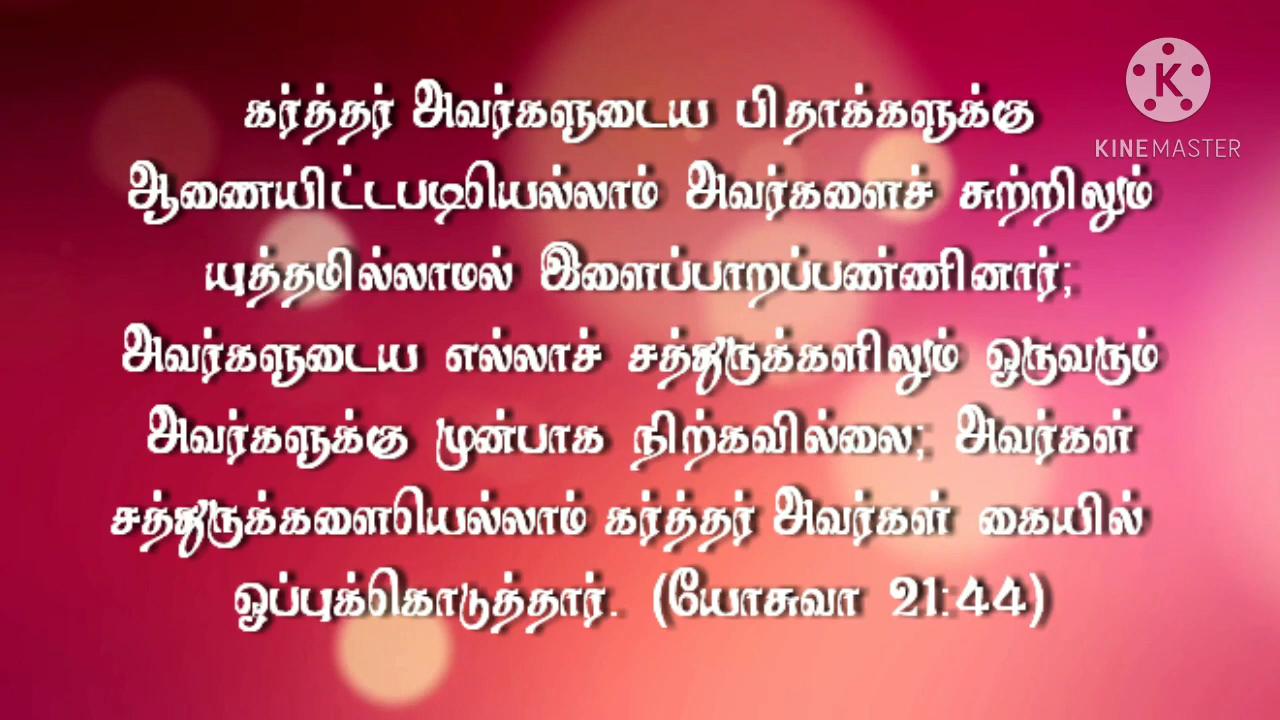 கர்த்தர் அவர்களுடைய பிதாக்களுக்கு
ஆணையிட்டபடியெல்லாம் அவர்களைச் சுற்றிலும்
யுத்தமில்லாமல் இளைப்பாறப்பண்ணினார்;
அவர்களுடைய எல்லாச் சத்துருக்களிலும் ஒருவரும்
அவர்களுக்கு முன்பாக நிற்கவில்லை; அவர்கள்
சத்துருக்களையெல்லாம் கர்த்தர் அவர்கள் கையில்
ஒப்புக்கொடுத்தார். (யோசுவா 21:44)
K
KINEMASTER